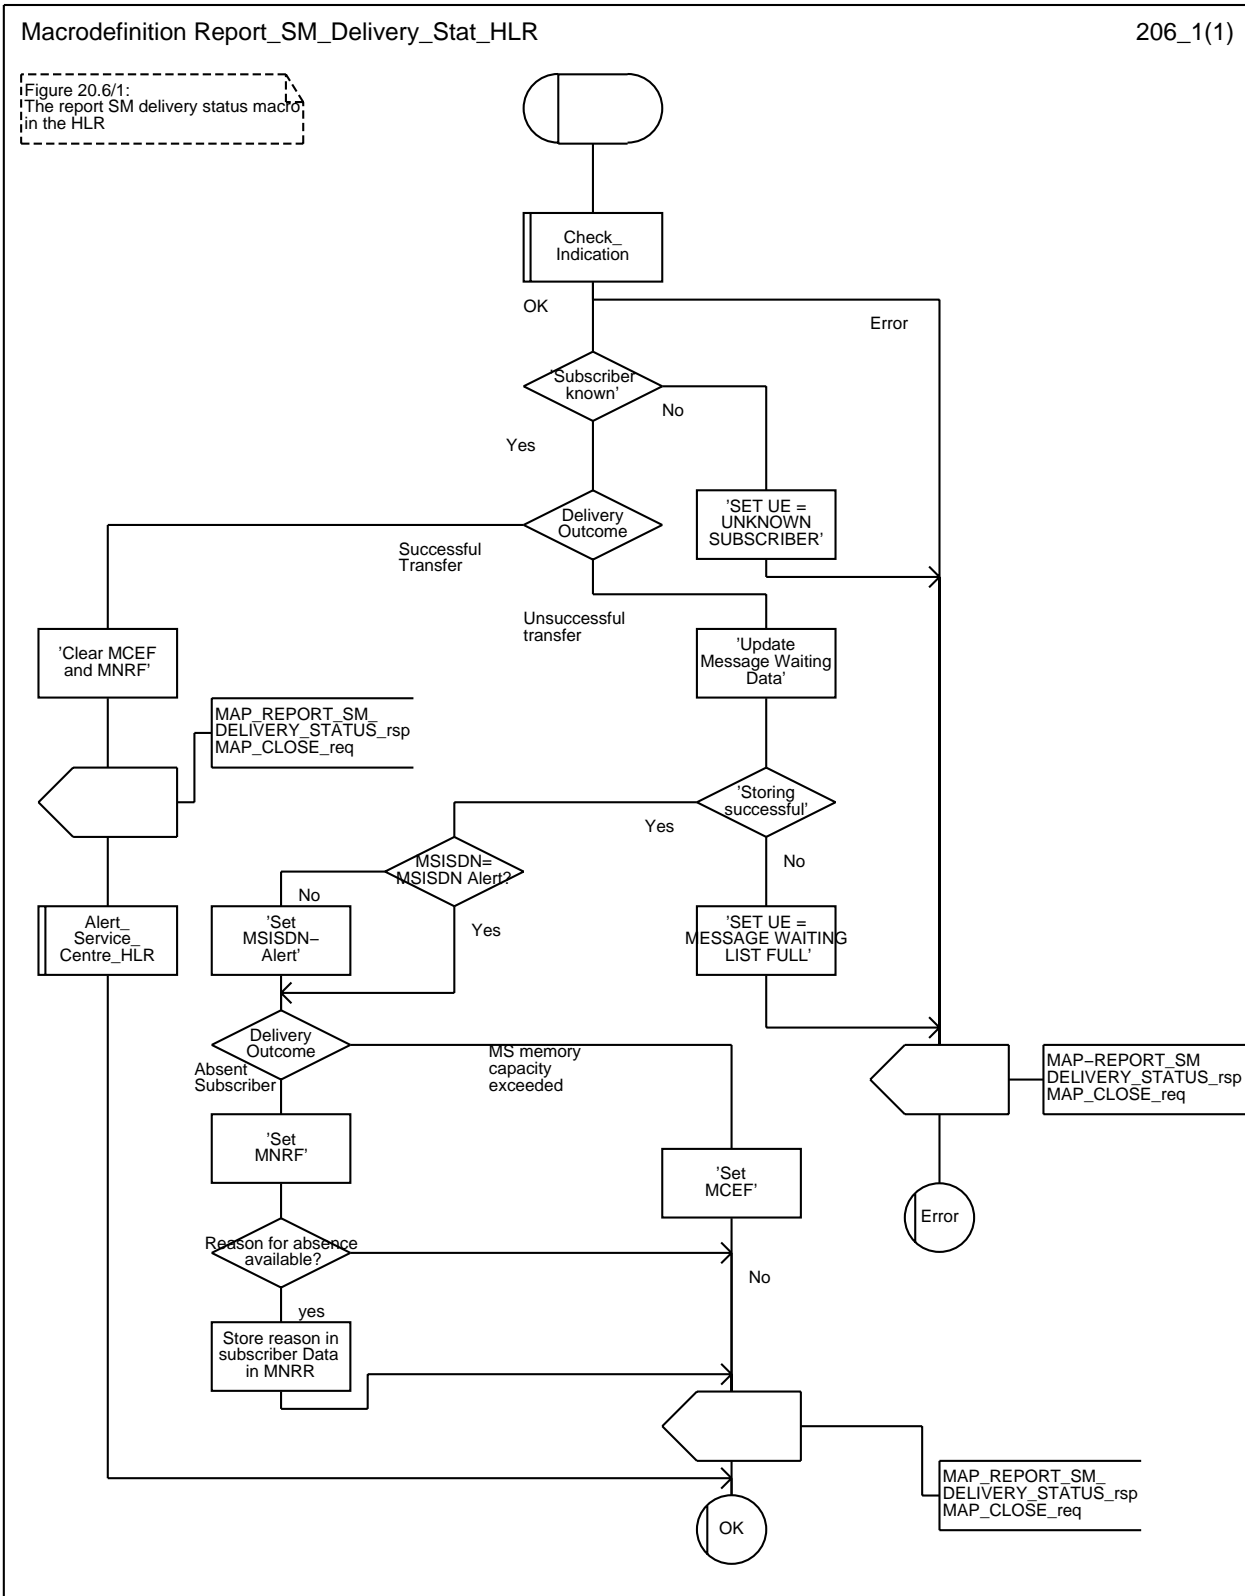 Macrodefinition Report_SM_Delivery_Stat_HLR
206_1(1)
Figure 20.6/1:
The report SM delivery status macro
in the HLR
Check_
Indication
OK
Error
'Subscriber
known'
No
Yes
'SET UE =
UNKNOWN
SUBSCRIBER'
Delivery
Outcome
Successful
Transfer
Unsuccessful
transfer
'Clear MCEF
and MNRF'
'Update
Message Waiting
Data'
MAP_REPORT_SM_
DELIVERY_STATUS_rsp
MAP_CLOSE_req
'Storing
successful'
Yes
No
MSISDN=
MSISDN Alert?
No
Yes
Alert_
Service_
Centre_HLR
'Set
MSISDN–
Alert'
'SET UE =
MESSAGE WAITING
LIST FULL'
Delivery
Outcome
Absent
Subscriber
MS memory
capacity
exceeded
MAP–REPORT_SM
DELIVERY_STATUS_rsp
MAP_CLOSE_req
'Set
MNRF'
'Set
MCEF'
Error
Reason for absence
available?
No
yes
Store reason in
subscriber Data
in MNRR
MAP_REPORT_SM_
DELIVERY_STATUS_rsp
MAP_CLOSE_req
OK